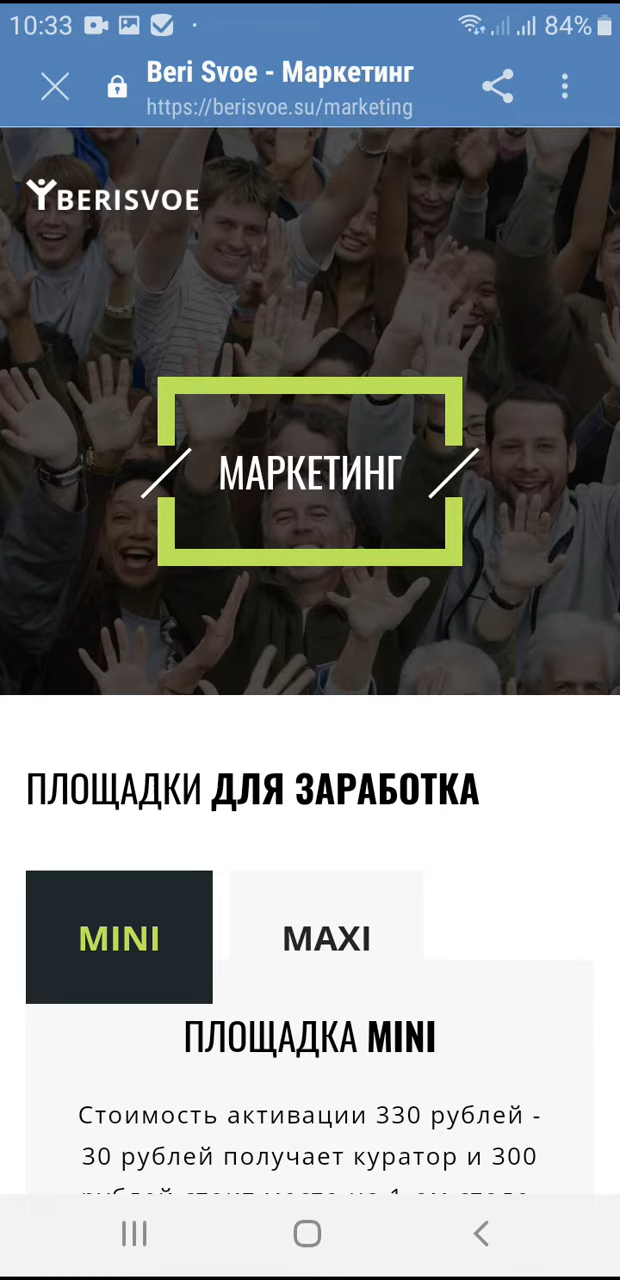 10:33
84%
Beri Svoe - Маркетинг
https://berisvoe.su/marketing
BERISVOE
МАРКЕТИНГ
ПЛОЩАДКИ ДЛЯ ЗАРАБОТКА
MINI
MAXI
ПЛОЩАДКА MINI
Стоимость активации 330 рублей -
30 рублей получает куратор и 300